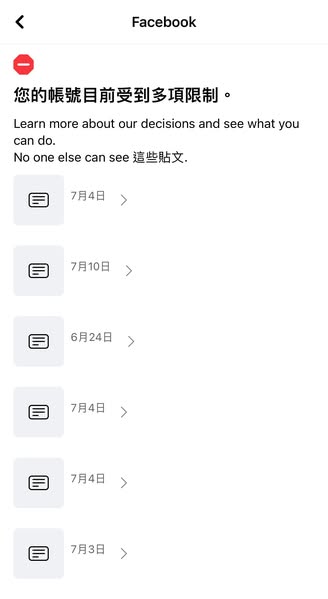 Facebook
您的帳號目前受到多項限制。
Learn more about our decisions and see what you
can do.
No one else can see 這些貼文.
7月4日
7月10日
6月24日
7月4日
7月4日
7月3日